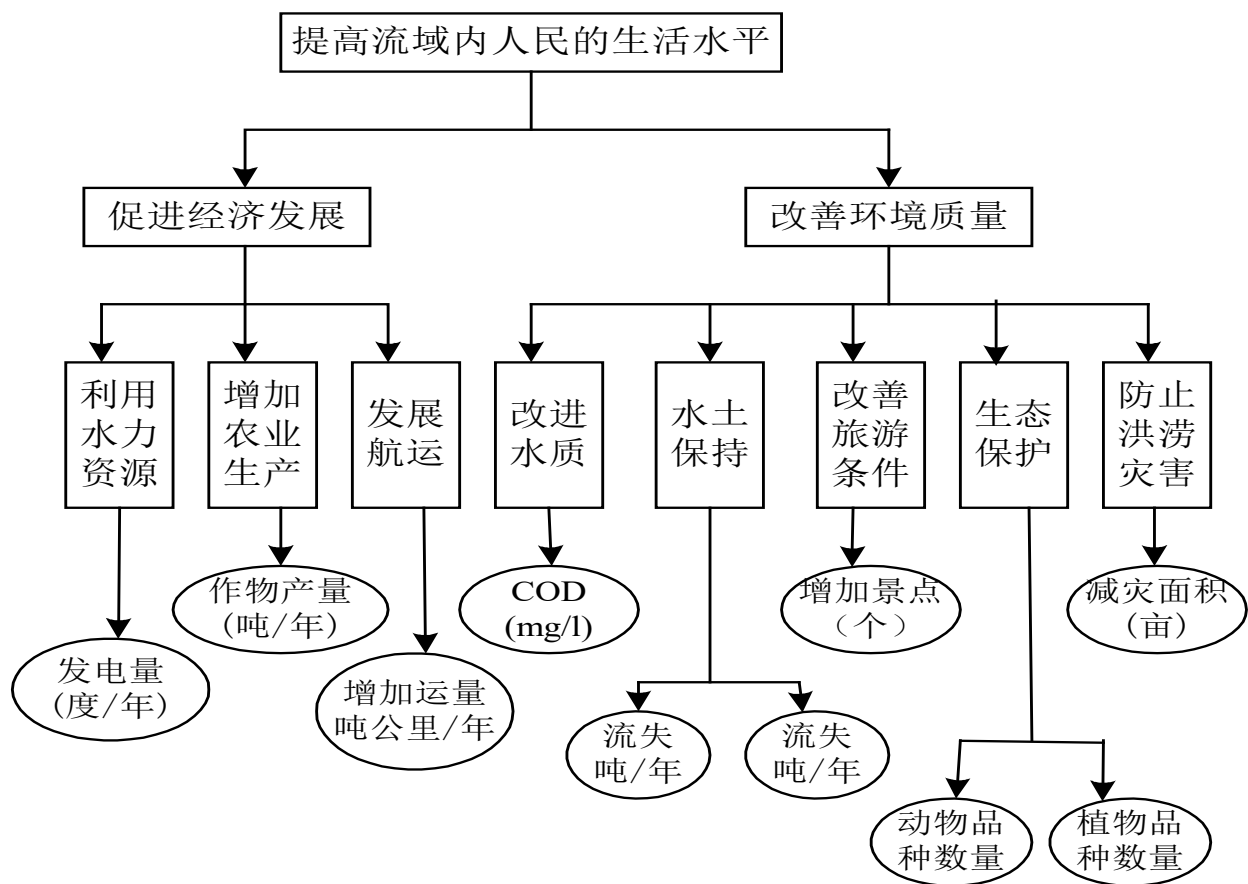 提高流域内人民的生活水平
促进经济发展
改善环境质量
利用
水力
资源
增加
农业
生产
发展
航运
改进
水质
水土
保持
改善
旅游
条件
生态
保护
防止
洪涝
灾害
作物产量
(吨/年)
COD
(mg/l)
增加景点
（个）
减灾面积
(亩)
发电量
(度/年)
增加运量
吨公里/年
流失
吨/年
流失
吨/年
动物品
种数量
植物品
种数量